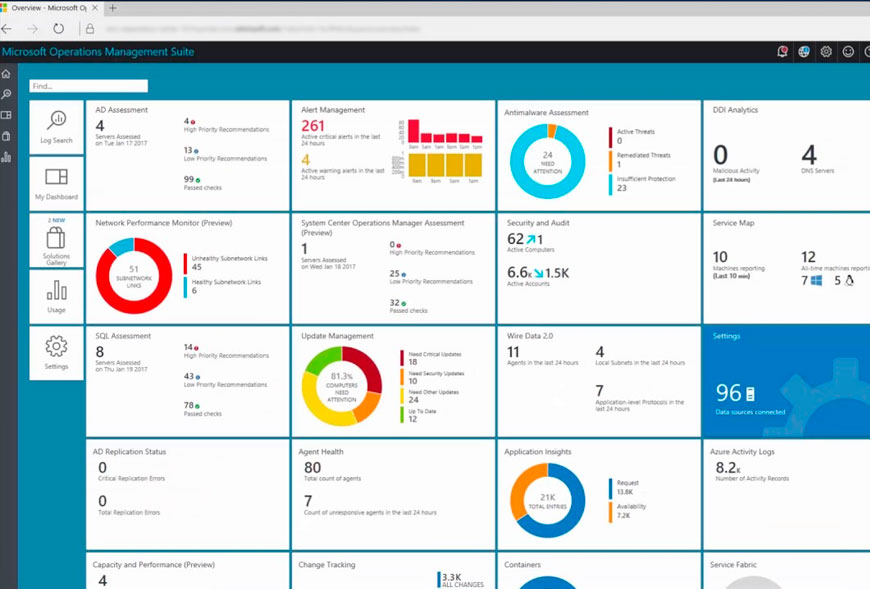 Overview - Microsoft Op
Microsoft Operations Management Suite
Find...
Log Search
My Dashboard
2 NEW
Solutions
Gallery
Usage
Settings
AD Assessment
4
Servers Assessed
on Tue Jan 17 2017
4
High Priority Recommendations
13
Low Priority Recommendations
99
Passed checks
Alert Management
261
Active critical alerts in the last
24 hours
4
Active warning alerts in the last
24 hours
9am 1am 3pm 5pm 5pm 5pm
9am 9pm 1pm 5pm
Antimalware Assessment
24
NEED
ATTENTION
Active Threats
0
Remediated Threats
1
Insufficient Protection
23
DDI Analytics
0
Malicious Activity
(Last 24 hours)
4
DNS Servers
Network Performance Monitor (Preview)
51
SUBNETWORK
LINKS
Unhealthy Subnetwork Links
45
Healthy Subnetwork Links
6
System Center Operations Manager Assessment
(Preview)
1
Servers Assessed
on Wed Jan 18 2017
0
High Priority Recommendations
25
Low Priority Recommendations
32
Passed checks
Security and Audit
62 1
Active Computers
6.6K 1.5K
Active Accounts
Service Map
10
Machines reporting
(Last 10 min)
12
All-time machines reporti
7 5
SQL Assessment
8
Servers Assessed
on Thu Jan 19 2017
14
High Priority Recommendations
43
Low Priority Recommendations
78
Passed checks
Update Management
81.3%
COMPUTERS
NEED
ATTENTION
Need Critical Updates
18
Need Security Updates
10
Need Other Updates
24
Up To Date
12
Wire Data 2.0
11
Agents in the last 24 hours
4
Local Subnets in the last 24 hours
7
Application-level Protocols in the
last 24 hours
Settings
96
Data sources connected
AD Replication Status
0
Critical Replication Errors
0
Total Replication Errors
Agent Health
80
Total count of agents
7
Count of unresponsive agents in the last 24 hours
Application Insights
21K
TOTAL ENTRIES
Request
13.8K
Availability
7.2K
Azure Activity Logs
8.2K
Number of Activity Records
Capacity and Performance (Preview)
4
Change Tracking
3.3K
ALL CHANGES
Containers
Service Fabric